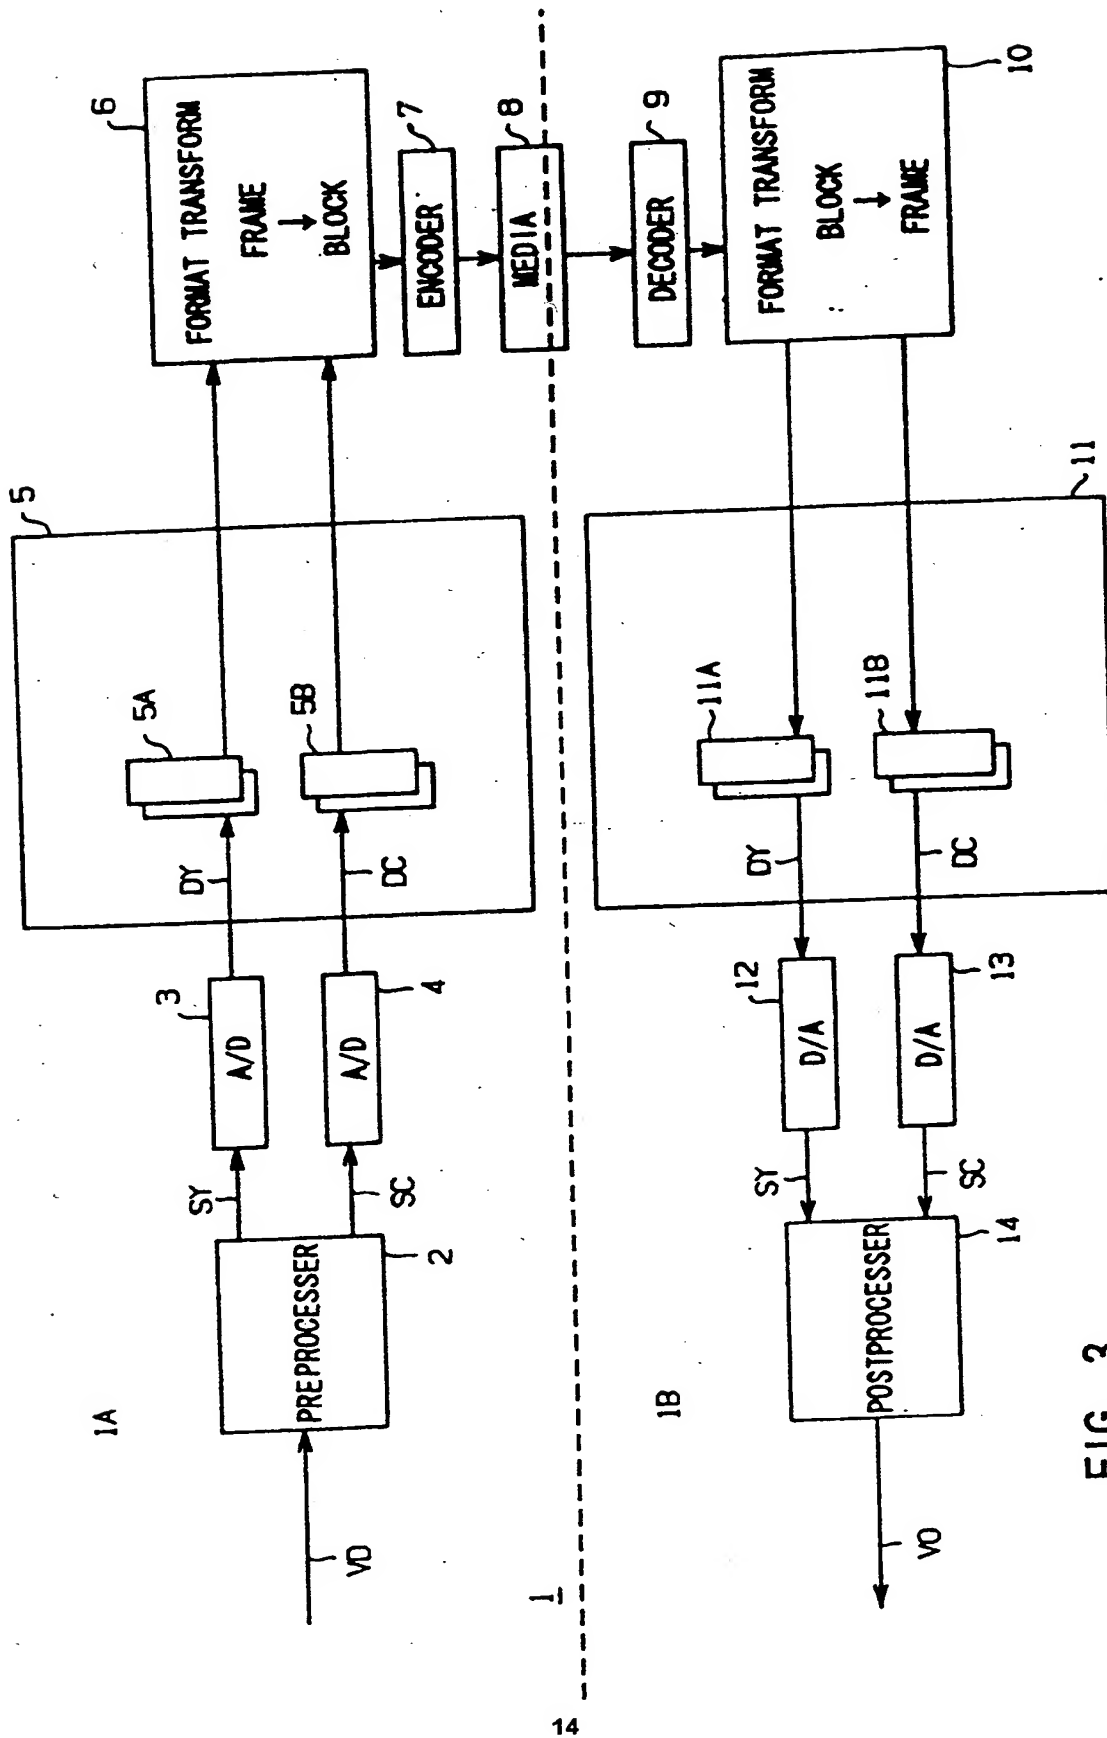 1
1A
VD
PREPROCESSER
2
SY
SC
3
A/D
A/D
4
5
DY
DC
5A
5B
6
FORMAT TRANSFORM
FRAME
→
BLOCK
ENCODER
7
MEDIA
8
DECODER
9
FORMAT TRANSFORM
BLOCK
→
FRAME
10
11
11A
11B
DY
DC
12
D/A
D/A
13
SY
SC
POSTPROCESSER
14
1B
VO
FIG.
14